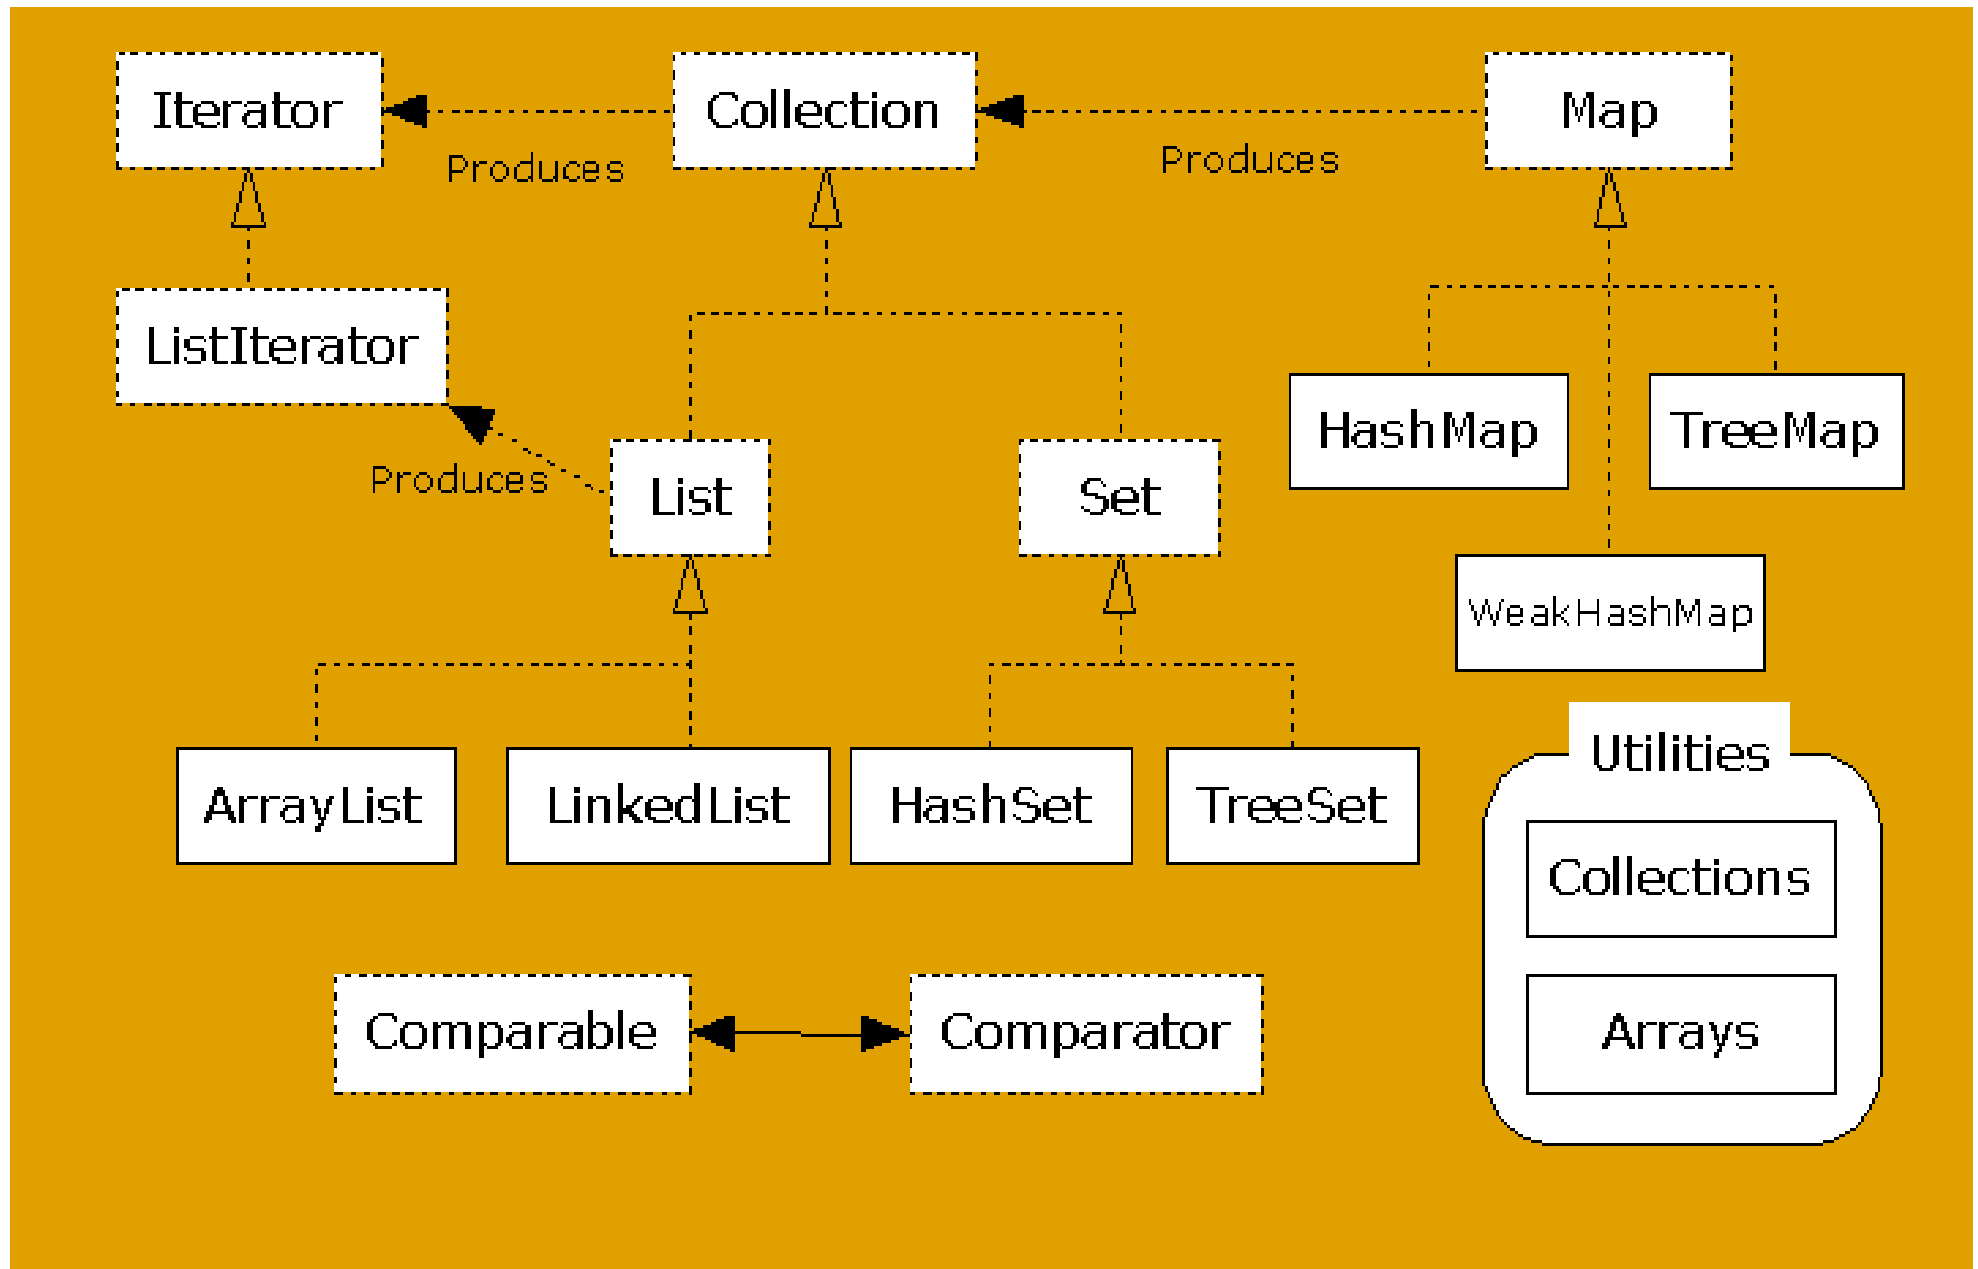 Iterator
Collection
Map
Produces
Produces
ListIterator
HashMap
TreeMap
Produces
List
Set
WeakHashMap
Utilities
ArrayList
LinkedList
HashSet
TreeSet
Collections
Comparable
Comparator
Arrays